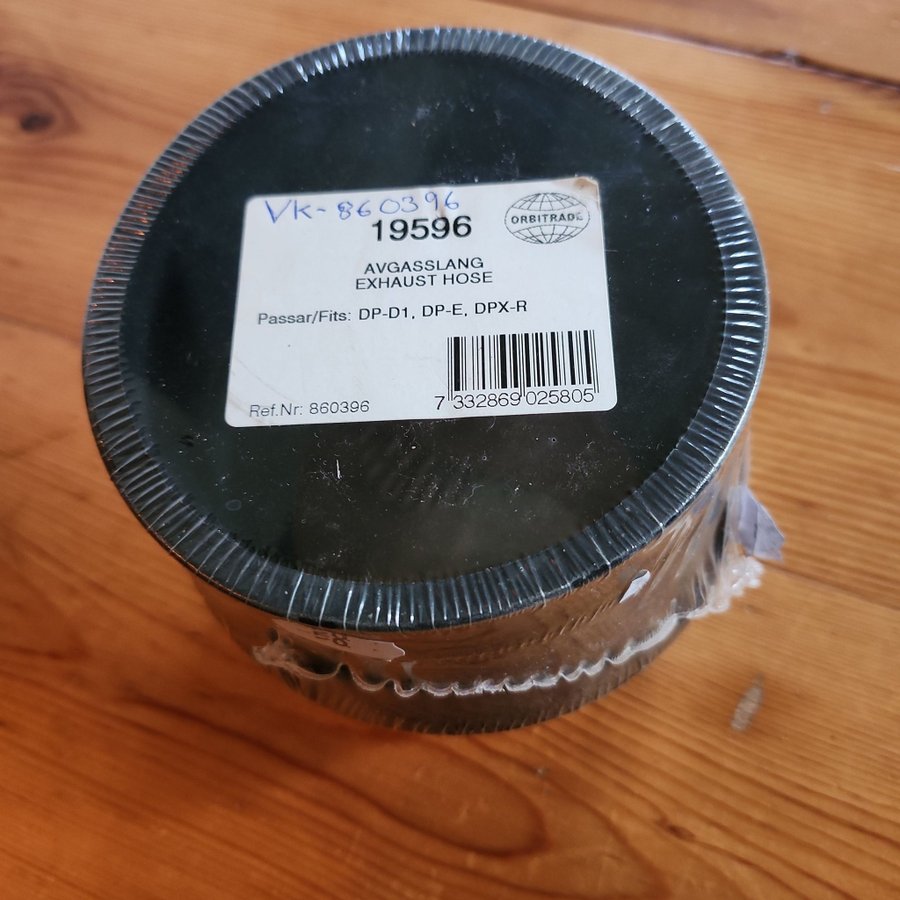 VK-860396
19596
ORBITRADE
AVGASSLANG
EXHAUST HOSE
Passar/Fits: DP-D1, DP-E, DPX-R
Ref.Nr: 860396
7 332869 025805